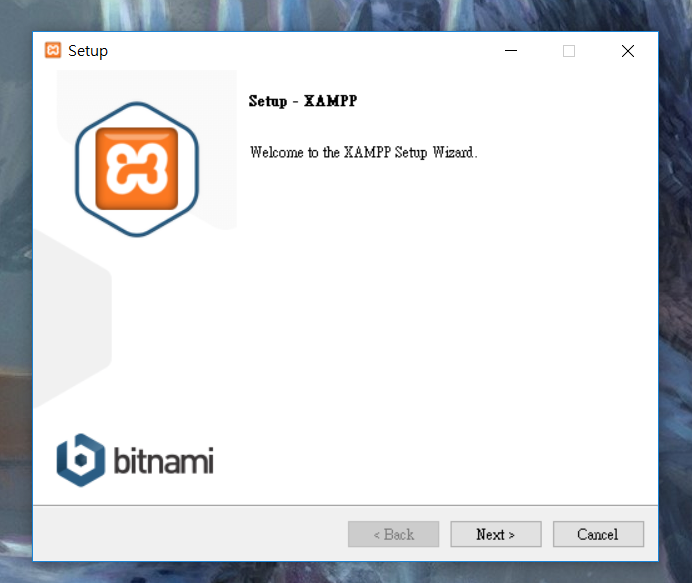 Setup
Setup - XAMPP
Welcome to the XAMPP Setup Wizard.
bitnami
< Back
Next >
Cancel